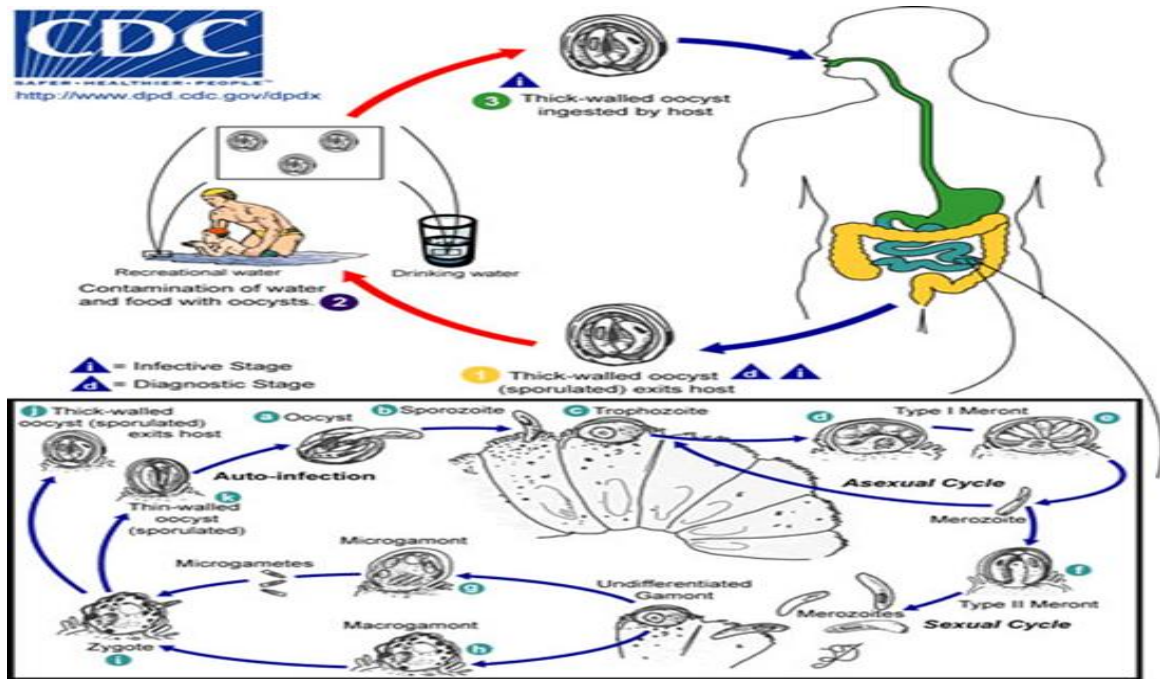 CDC
SAFER • HEALTHIER • PEOPLE™
http://www.dpd.cdc.gov/dpdx
i
3 Thick-walled oocyst
ingested by host
Recreational water
Drinking water
Contamination of water
and food with oocysts. 2
i = Infective Stage
d = Diagnostic Stage
1 Thick-walled oocyst d i
(sporulated) exits host
j Thick-walled
oocyst (sporulated)
exits host
a Oocyst
b Sporozoite
c Trophozoite
d
Type I Meront
e
Auto-infection
k
Thin-walled
oocyst
(sporulated)
Asexual Cycle
Merozoite
Microgamont
Microgametes
g
Undifferentiated
Gamont
f
Type II Meront
Merozoites
Sexual Cycle
Macrogamont
h
Zygote
i